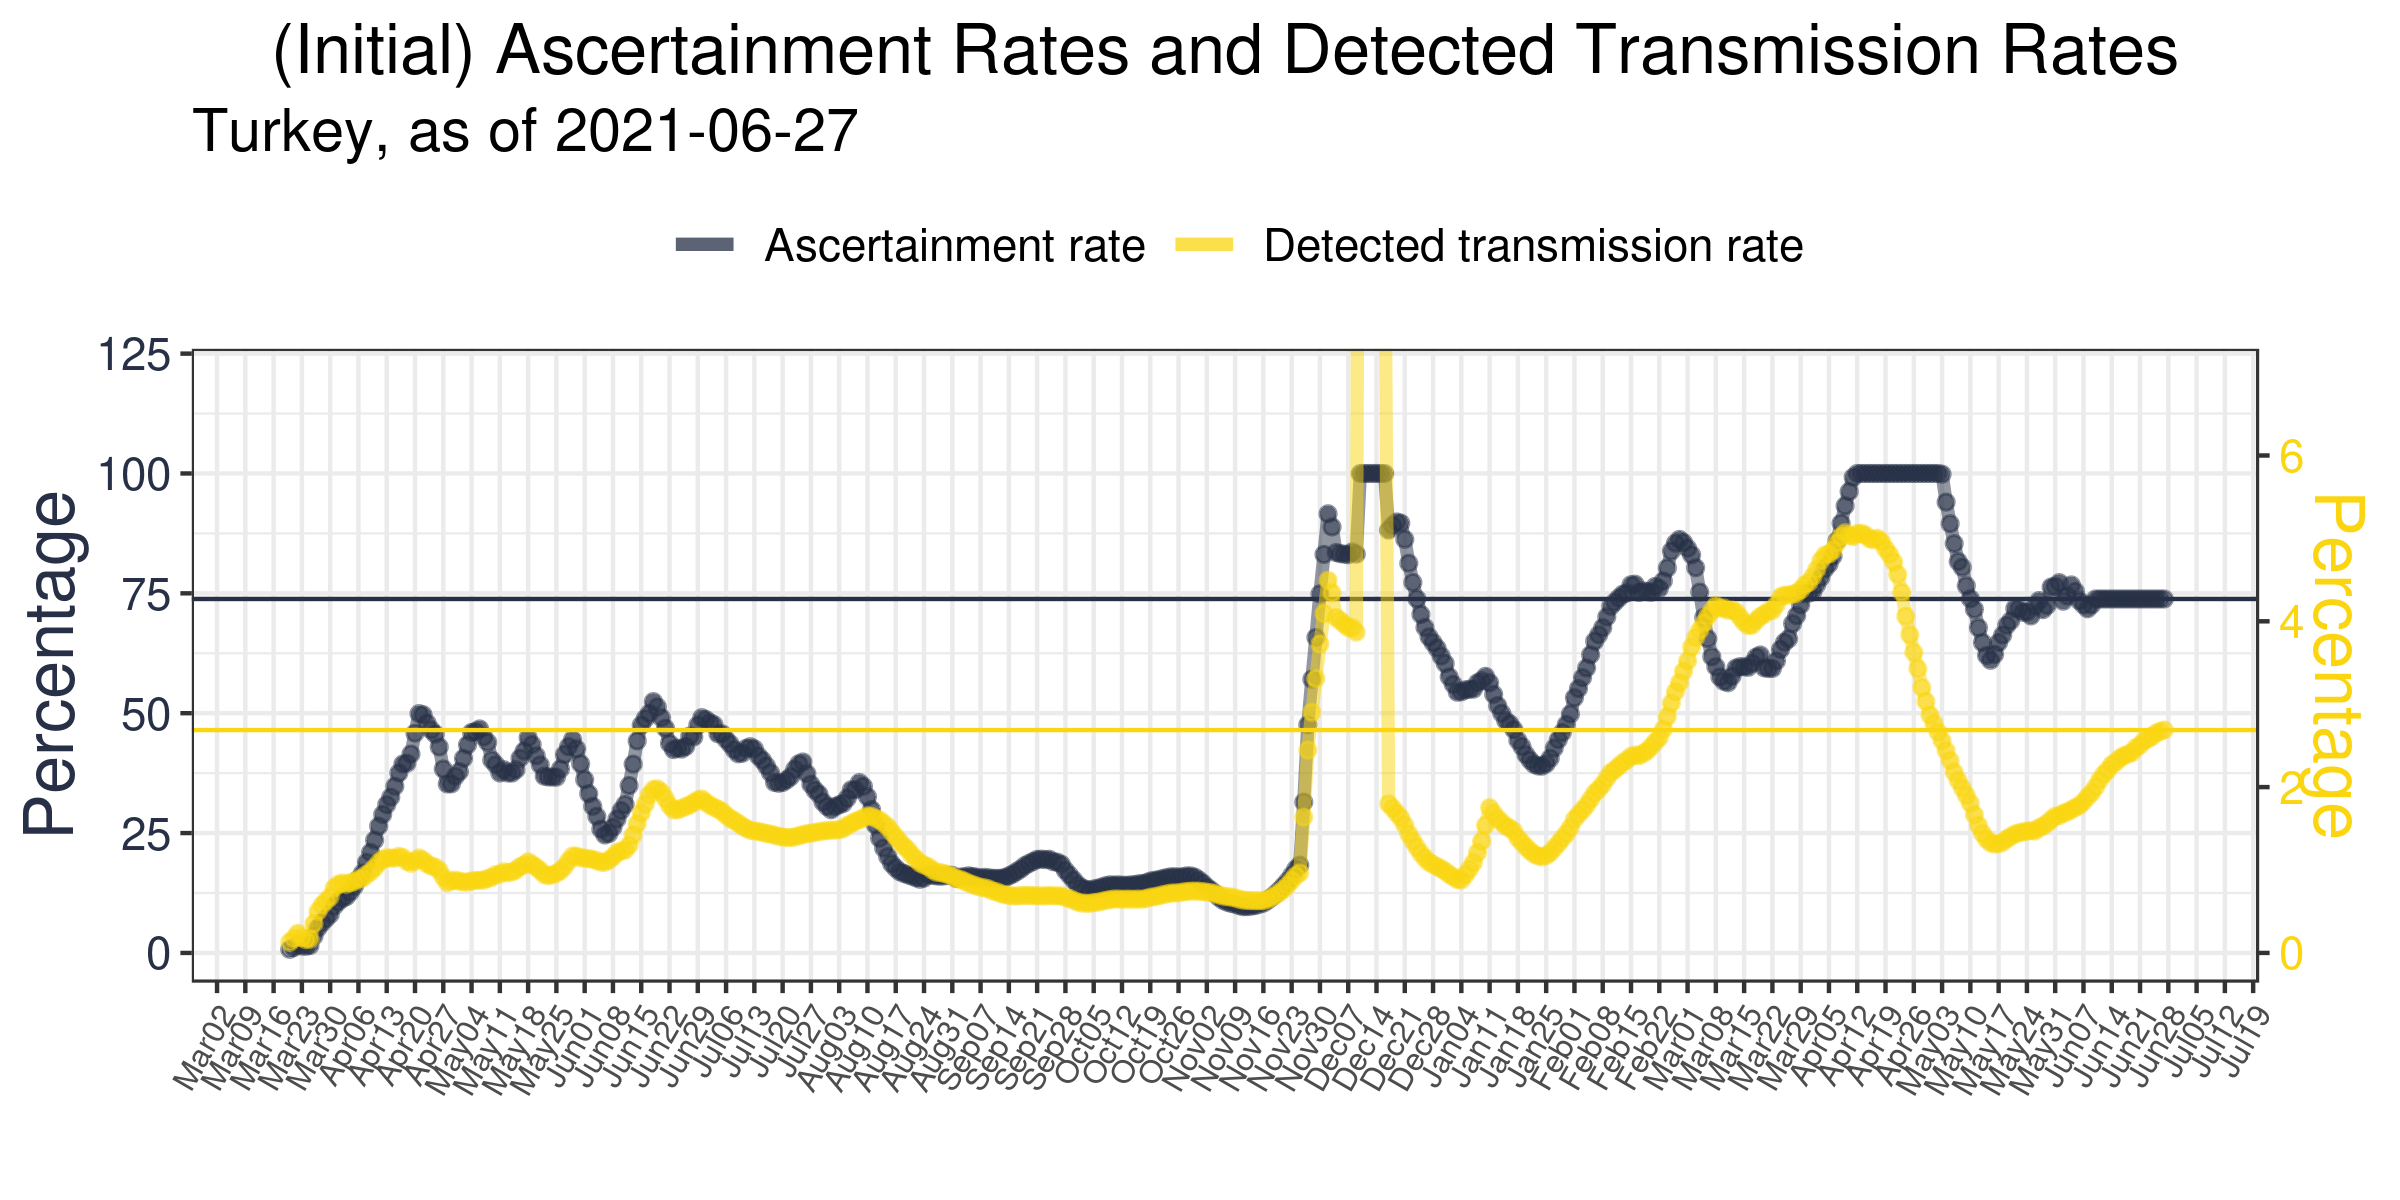 (Initial) Ascertainment Rates and Detected Transmission Rates
Turkey, as of 2021-06-27
Ascertainment rate Detected transmission rate
Percentage
125
100
75
50
25
0
6
4
2
0
Percentage
Mar02 Mar09 Mar16 Mar23 Mar30 Apr06 Apr13 Apr20 Apr27 May04 May11 May18 May25 Jun01 Jun08 Jun15 Jun22 Jun29 Jul06 Jul13 Jul20 Jul27 Aug03 Aug10 Aug17 Aug24 Aug31 Sep07 Sep14 Sep21 Sep28 Oct05 Oct12 Oct19 Oct26 Nov02 Nov09 Nov16 Nov23 Nov30 Dec07 Dec14 Dec21 Dec28 Jan04 Jan11 Jan18 Jan25 Feb01 Feb08 Feb15 Feb22 Mar01 Mar08 Mar15 Mar22 Mar29 Apr05 Apr12 Apr19 Apr26 May03 May10 May17 May24 May31 Jun07 Jun14 Jun21 Jun28 Jul05 Jul12 Jul19